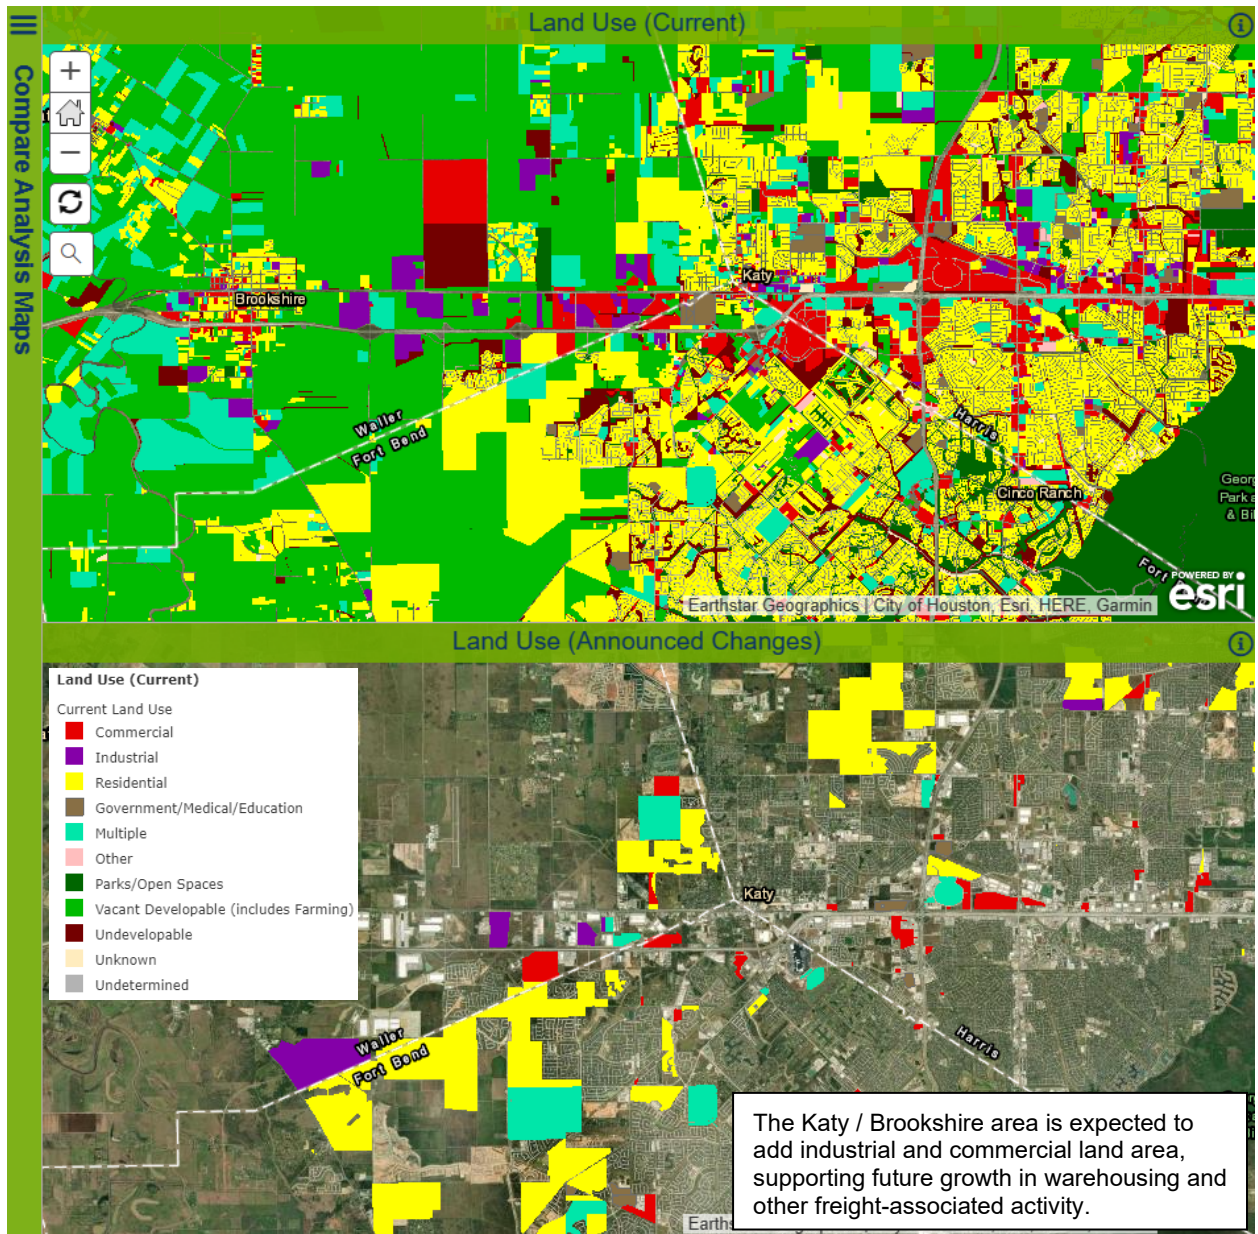 Compare Analysis Maps
Land Use (Current)
Brookshire
Katy
Waller
Fort Bend
Harris
Cinco Ranch
Georg
Park a
& Bi
Fort
POWERED BY
esri
Earthstar Geographics | City of Houston, Esri, HERE, Garmin
Land Use (Announced Changes)
Land Use (Current)
Current Land Use
Commercial
Industrial
Residential
Government/Medical/Education
Multiple
Other
Parks/Open Spaces
Vacant Developable (includes Farming)
Undevelopable
Unknown
Undetermined
Katy
Waller
Fort Bend
Harris
The Katy / Brookshire area is expected to
add industrial and commercial land area,
supporting future growth in warehousing and
other freight-associated activity.
Earths